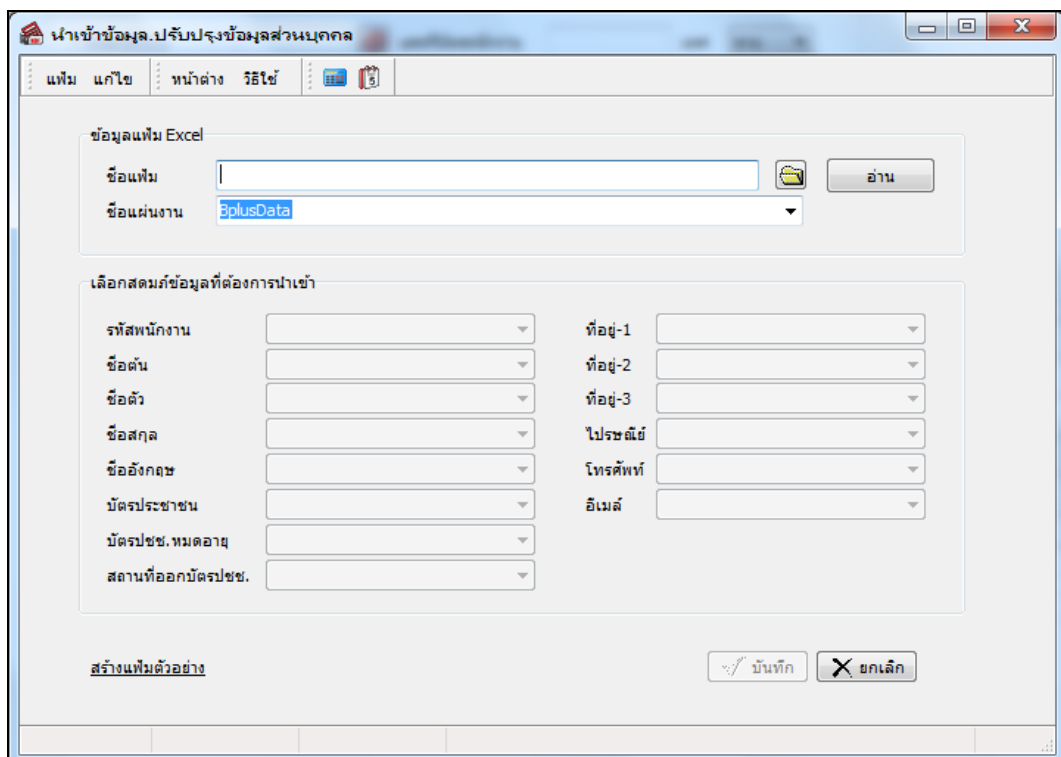 นำเข้าข้อมูล.ปรับปรุงข้อมูลส่วนบุคคล
แฟ้ม แก้ไข หน้าต่าง วิธีใช้
5
ข้อมูลแฟ้ม Excel
ชื่อแฟ้ม อ่าน
ชื่อแผ่นงาน BplusData
เลือกสดมภ์ข้อมูลที่ต้องการนำเข้า
รหัสพนักงาน ที่อยู่-1
ชื่อต้น ที่อยู่-2
ชื่อตัว ที่อยู่-3
ชื่อสกุล ไปรษณีย์
ชื่ออังกฤษ โทรศัพท์
บัตรประชาชน อีเมล์
บัตรปชช.หมดอายุ
สถานที่ออกบัตรปชช.
สร้างแฟ้มตัวอย่าง บันทึก ยกเลิก